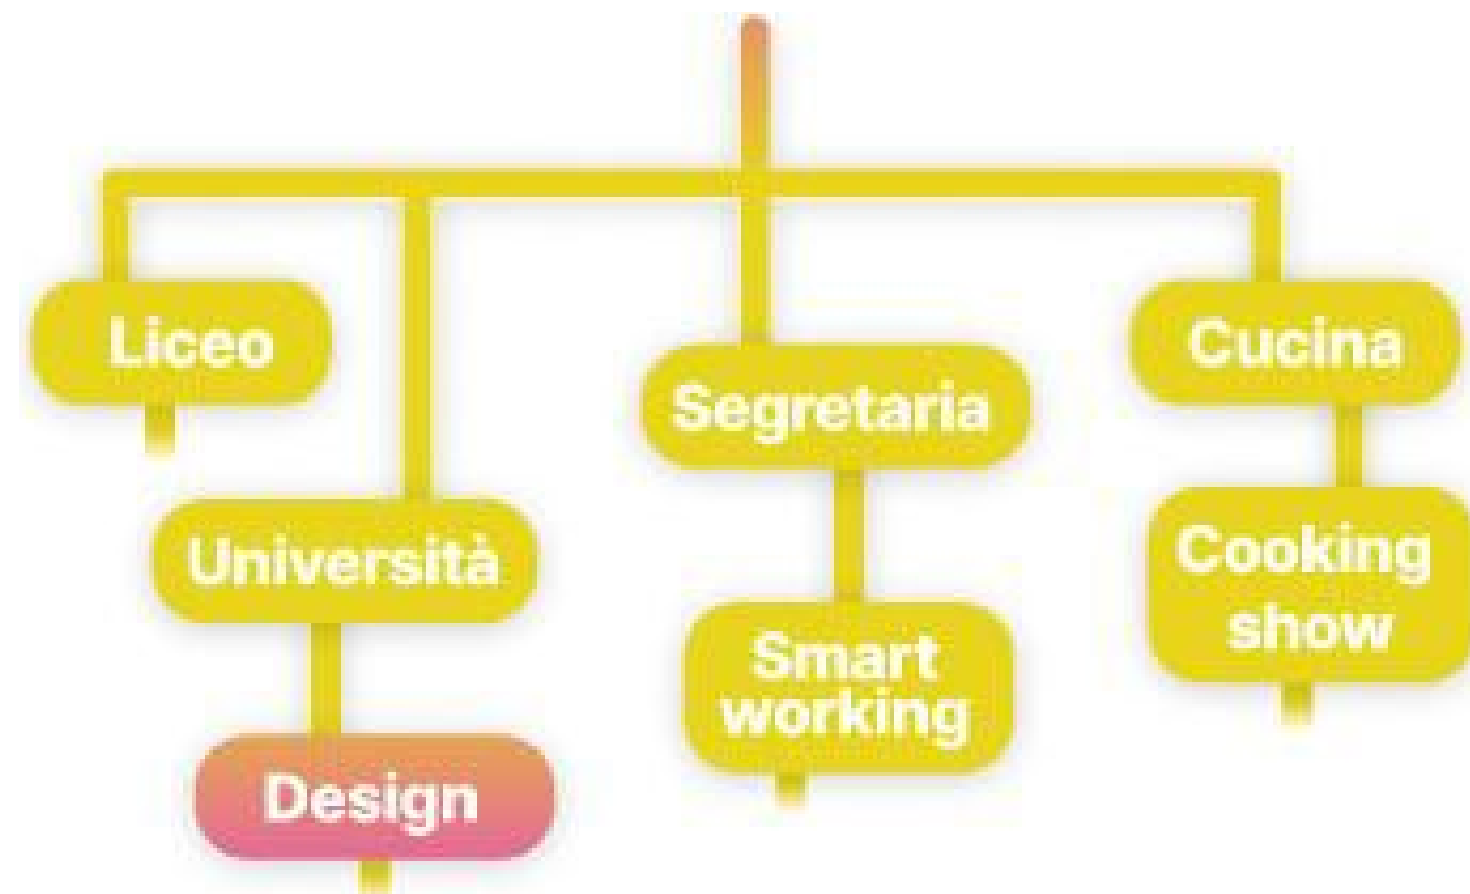 Liceo
Università
Design
Segretaria
Smart
working
Cucina
Cooking
show